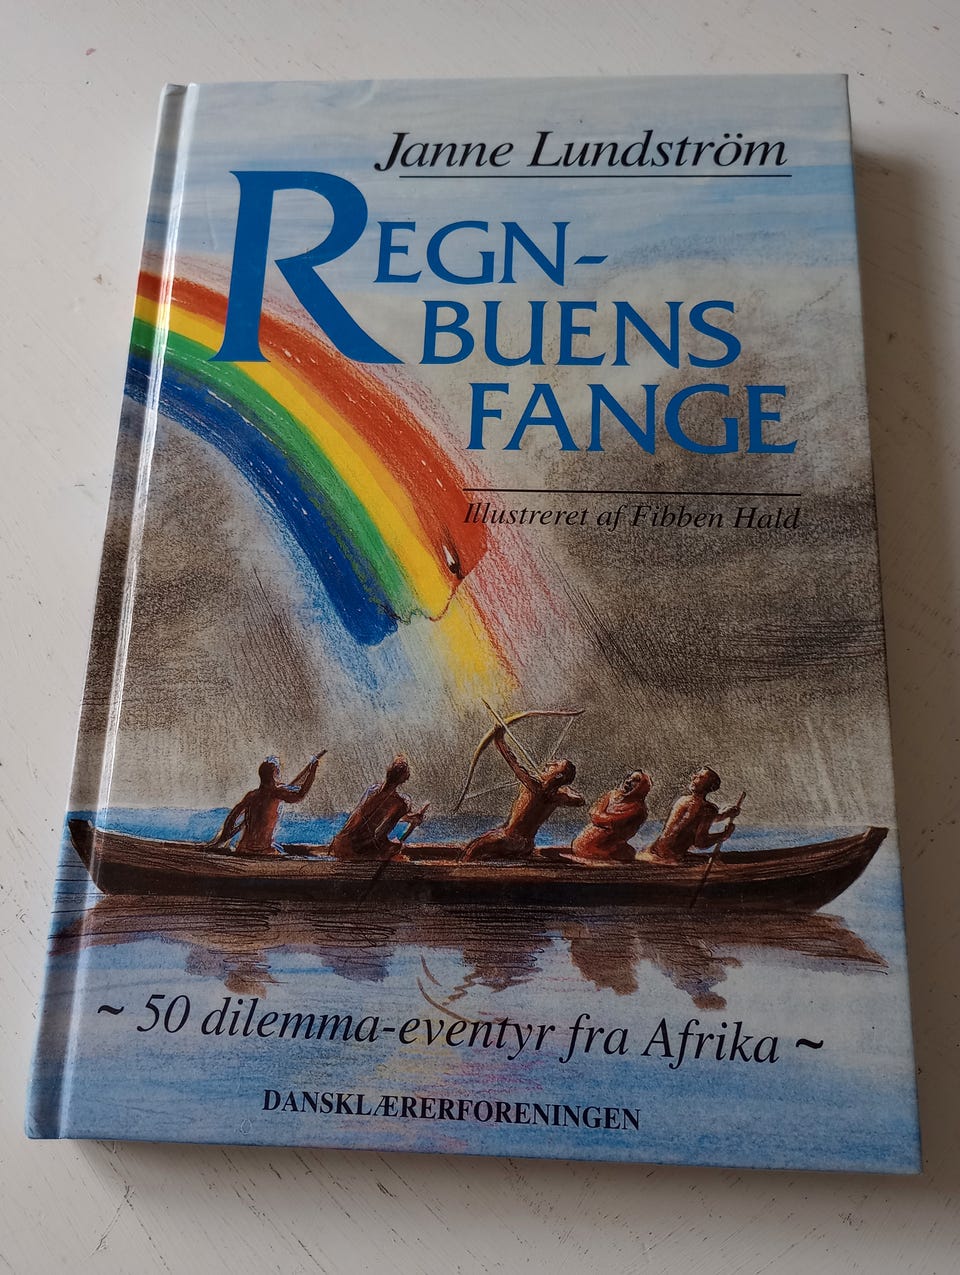 Janne Lundström
REGN-
BUENS
FANGE
Illustreret af Fibben Hald
~ 50 dilemma-eventyr fra Afrika ~
DANSKLÆRERFORENINGEN